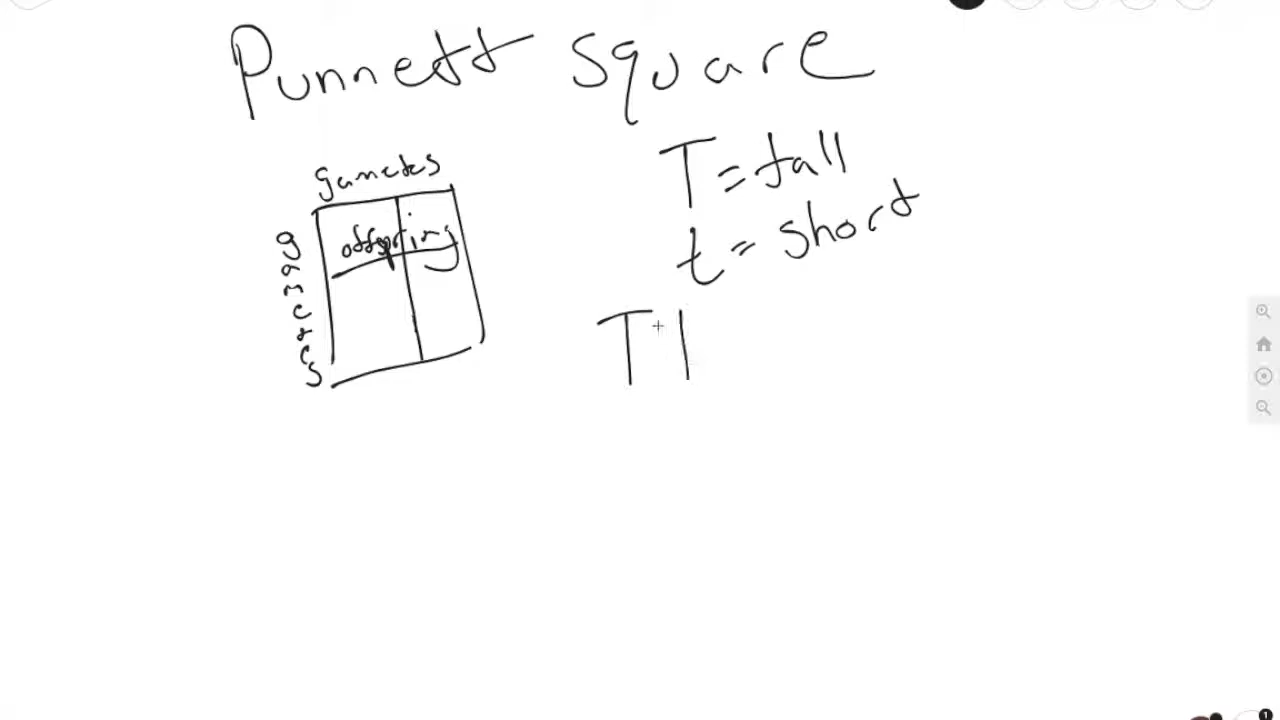 Punnett square
gametes
T = tall
t = short
offspring
gametes
T